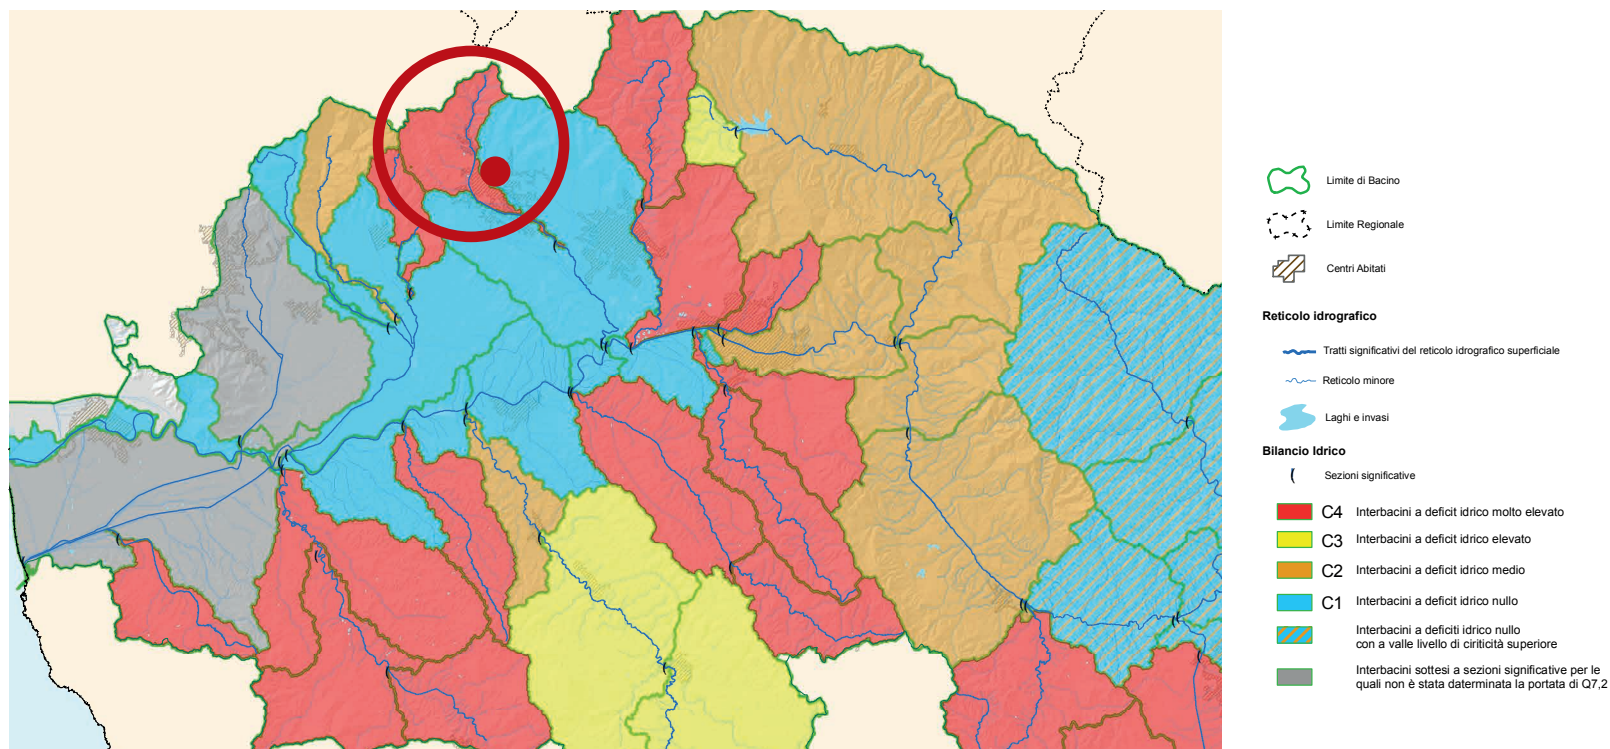 Limite di Bacino
Limite Regionale
Centri Abitati
Reticolo idrografico
Tratti significativi del reticolo idrografico superficiale
Reticolo minore
Laghi e invasi
Bilancio Idrico
Sezioni significative
C4 Interbacini a deficit idrico molto elevato
C3 Interbacini a deficit idrico elevato
C2 Interbacini a deficit idrico medio
C1 Interbacini a deficit idrico nullo
Interbacini a deficiti idrico nullo
con a valle livello di ciriticità superiore
Interbacini sottesi a sezioni significative per le
quali non è stata daterminata la portata di Q7,2